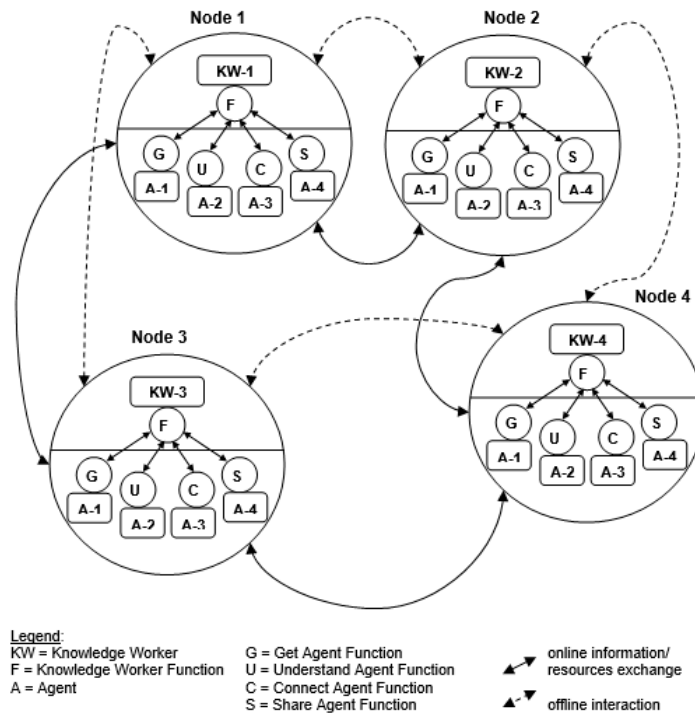 Node 1
Node 2
KW-1
KW-2
F
F
G
U
C
S
G
U
C
S
A-1
A-2
A-3
A-4
A-1
A-2
A-3
A-4
Node 3
Node 4
KW-3
KW-4
F
F
G
U
C
S
G
U
C
S
A-1
A-2
A-3
A-4
A-1
A-2
A-3
A-4
Legend:
KW = Knowledge Worker
F = Knowledge Worker Function
A = Agent
G = Get Agent Function
U = Understand Agent Function
C = Connect Agent Function
S = Share Agent Function
online information/
resources exchange
offline interaction